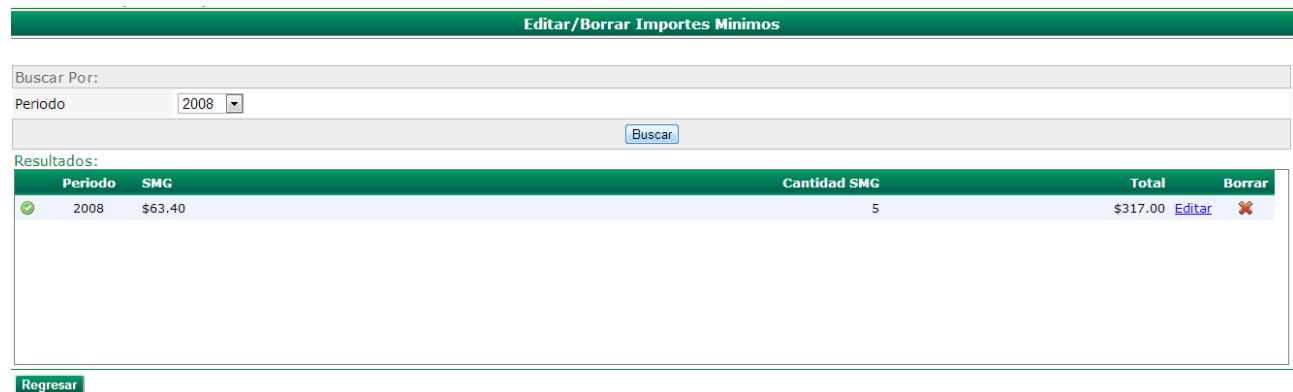 Editar/Borrar Importes Minimos
Buscar Por:
Periodo 2008
Buscar
Resultados:
Periodo SMG Cantidad SMG Total Borrar
2008 $63.40 5 $317.00 Editar
Regresar